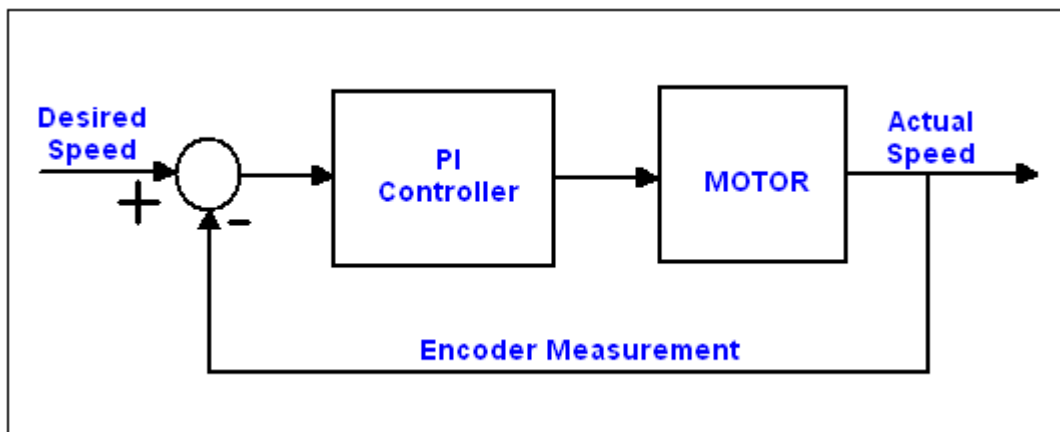 Desired
Speed
+
-
PI
Controller
MOTOR
Actual
Speed
Encoder Measurement